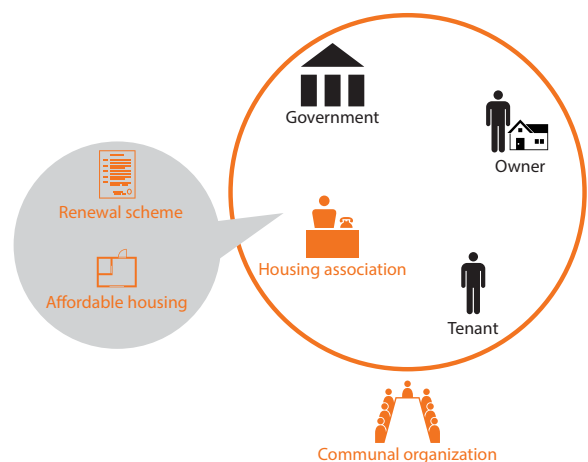 Government
Owner
Renewal scheme
Housing association
Affordable housing
Tenant
Communal organization